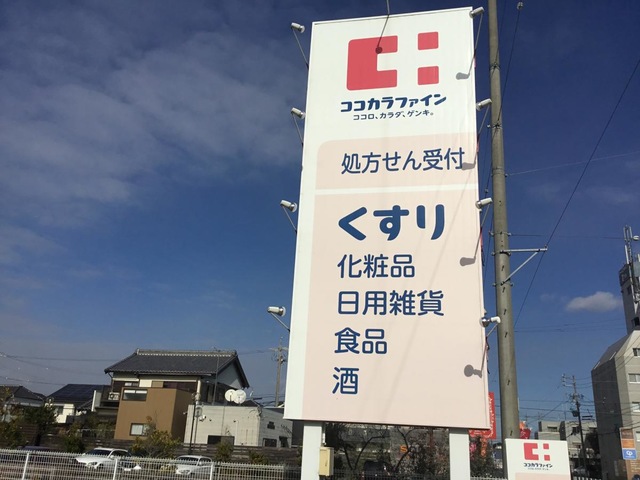 ココカラファイン
ココロ、カラダ、ゲンキ。
処方せん受付
くすり
化粧品
日用雑貨
食品
酒
ココカラファイン